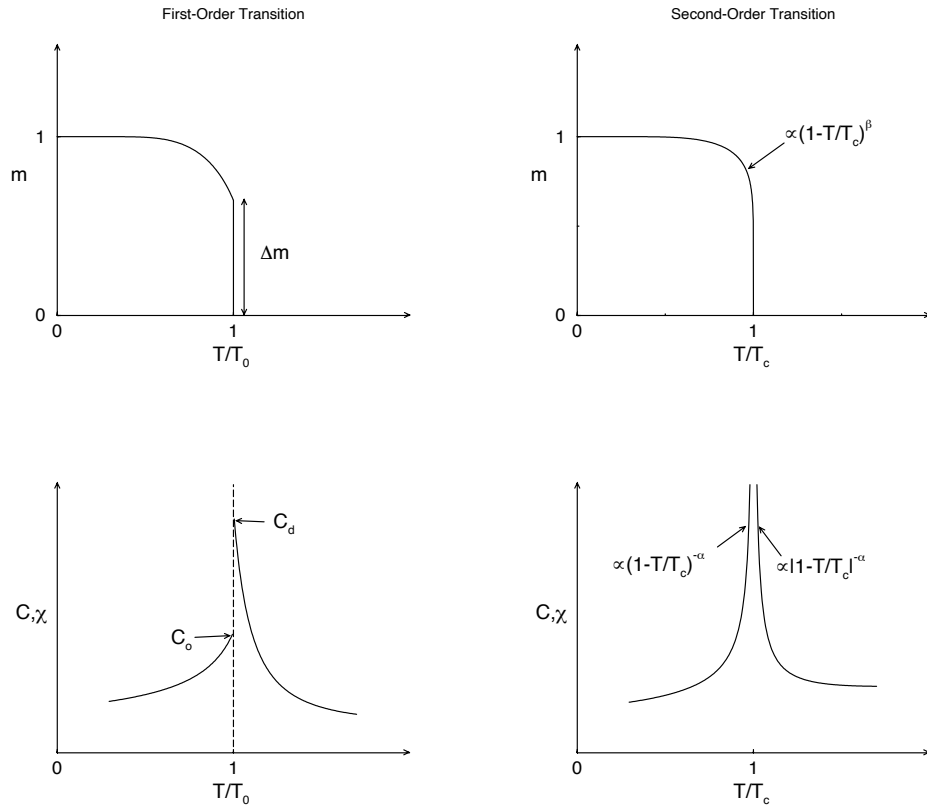 First-Order Transition
1
m
Δm
0
0
1
T/T₀
Second-Order Transition
∝(1-T/T_c)^β
1
m
0
0
1
T/T_c
C_d
C,χ
C_o
0
1
T/T₀
∝(1-T/T_c)^-α
∝|1-T/T_c|^-α
C,χ
0
1
T/T_c